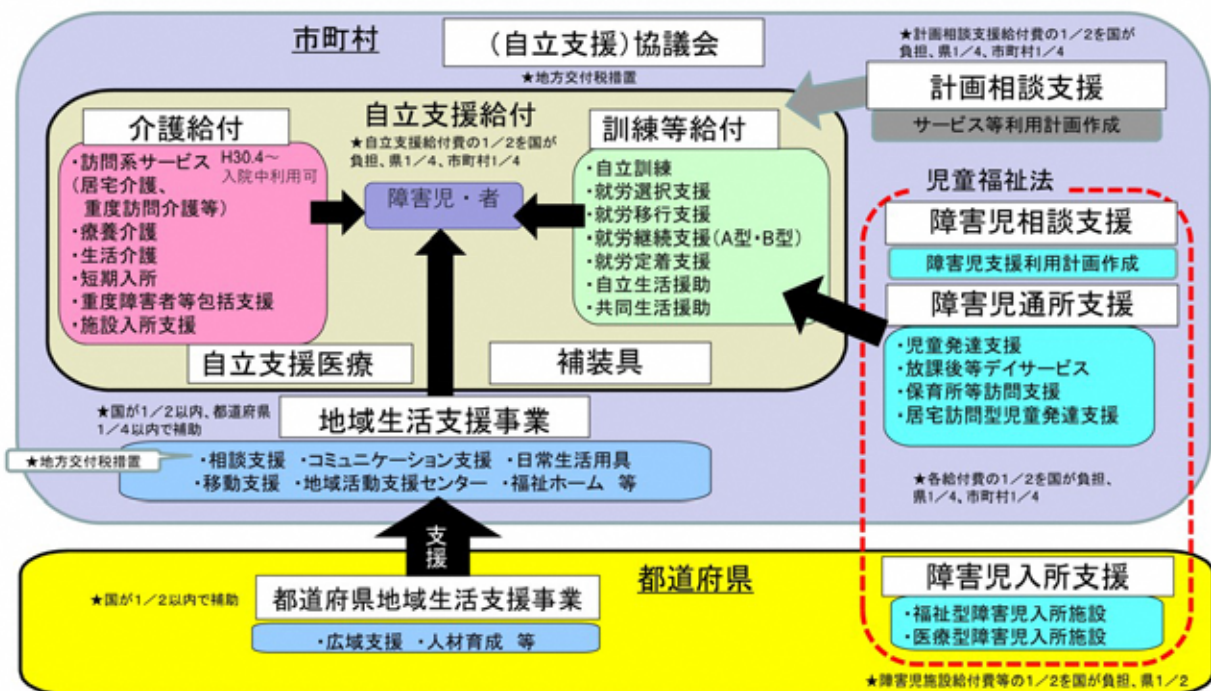 市町村
(自立支援)協議会
★地方交付税措置
★計画相談支援給付費の1/2を国が
負担、県1/4、市町村1/4
計画相談支援
サービス等利用計画作成
自立支援給付
★自立支援給付費の1/2を国が
負担、県1/4、市町村1/4
介護給付
・訪問系サービス
(居宅介護、
重度訪問介護等)
・療養介護
・生活介護
・短期入所
・重度障害者等包括支援
・施設入所支援
H30.4~
入院中利用可
障害児・者
訓練等給付
・自立訓練
・就労選択支援
・就労移行支援
・就労継続支援(A型・B型)
・就労定着支援
・自立生活援助
・共同生活援助
自立支援医療
補装具
児童福祉法
障害児相談支援
障害児支援利用計画作成
障害児通所支援
・児童発達支援
・放課後等デイサービス
・保育所等訪問支援
・居宅訪問型児童発達支援
★各給付費の1/2を国が負担、
県1/4、市町村1/4
★国が1/2以内、都道府県
1/4以内で補助
地域生活支援事業
★地方交付税措置
・相談支援 ・コミュニケーション支援 ・日常生活用具
・移動支援 ・地域活動支援センター ・福祉ホーム 等
支援
都道府県
★国が1/2以内で補助
都道府県地域生活支援事業
・広域支援 ・人材育成 等
障害児入所支援
・福祉型障害児入所施設
・医療型障害児入所施設
★障害児施設給付費等の1/2を国が負担、県1/2